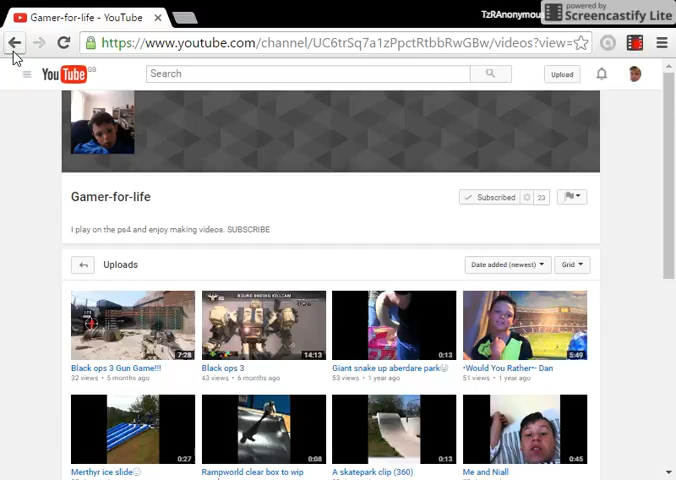 powered by
Screencastify Lite
Gamer-for-life - YouTube
TzRAnonymous
https://www.youtube.com/channel/UC6trSq7a1zPpctRtbbRwGBw/videos?view=
YouTube GB
Search
Upload
Gamer-for-life
Subscribed 23
I play on the ps4 and enjoy making videos. SUBSCRIBE
Uploads
Date added (newest)
Grid
ROUND ENDING KILLCAM
7:28
14:13
0:13
5:49
Black ops 3 Gun Game!!!
Black ops 3
Giant snake up aberdare park
•Would You Rather•- Dan
32 views • 5 months ago
43 views • 6 months ago
53 views • 1 year ago
51 views • 1 year ago
0:27
0:08
0:13
0:45
Merthyr ice slide
Rampworld clear box to wip
A skatepark clip (360)
Me and Niall